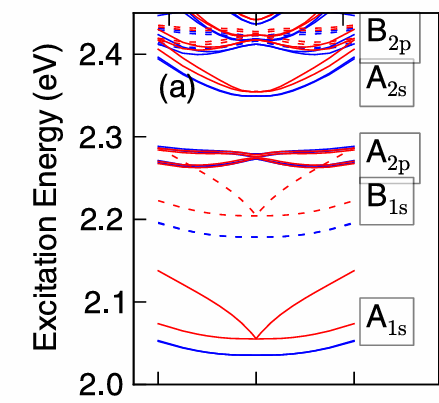 Excitation Energy (eV)
2.4
2.3
2.2
2.1
2.0
(a)
B2p
A2s
A2p
B1s
A1s